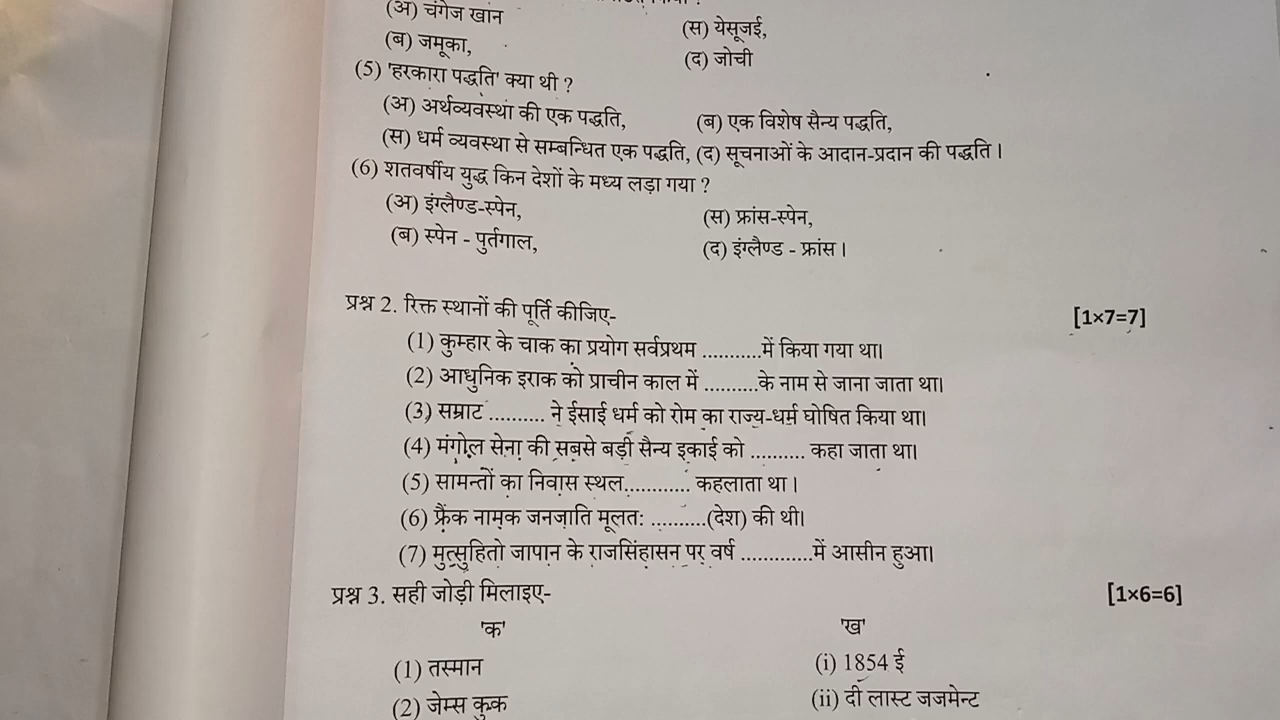 (अ) चंगेज खान (स) येसूजई,
(ब) जमूका, (द) जोची
(5) 'हरकारा पद्धति' क्या थी ?
(अ) अर्थव्यवस्था की एक पद्धति, (ब) एक विशेष सैन्य पद्धति,
(स) धर्म व्यवस्था से सम्बन्धित एक पद्धति, (द) सूचनाओं के आदान-प्रदान की पद्धति ।
(6) शतवर्षीय युद्ध किन देशों के मध्य लड़ा गया ?
(अ) इंग्लैण्ड-स्पेन, (स) फ्रांस-स्पेन,
(ब) स्पेन - पुर्तगाल, (द) इंग्लैण्ड - फ्रांस ।
प्रश्न 2. रिक्त स्थानों की पूर्ति कीजिए- [1×7=7]
(1) कुम्हार के चाक का प्रयोग सर्वप्रथम ...........में किया गया था।
(2) आधुनिक इराक को प्राचीन काल में ..........के नाम से जाना जाता था।
(3) सम्राट .......... ने ईसाई धर्म को रोम का राज्य-धर्म घोषित किया था।
(4) मंगोल सेना की सबसे बड़ी सैन्य इकाई को .......... कहा जाता था।
(5) सामन्तों का निवास स्थल............ कहलाता था ।
(6) फ्रैंक नामक जनजाति मूलत: ..........(देश) की थी।
(7) मुत्सुहितो जापान के राजसिंहासन पर वर्ष .............में आसीन हुआ।
प्रश्न 3. सही जोड़ी मिलाइए- [1×6=6]
'क' 'ख'
(1) तस्मान (i) 1854 ई
(2) जेम्स कुक (ii) दी लास्ट जजमेन्ट